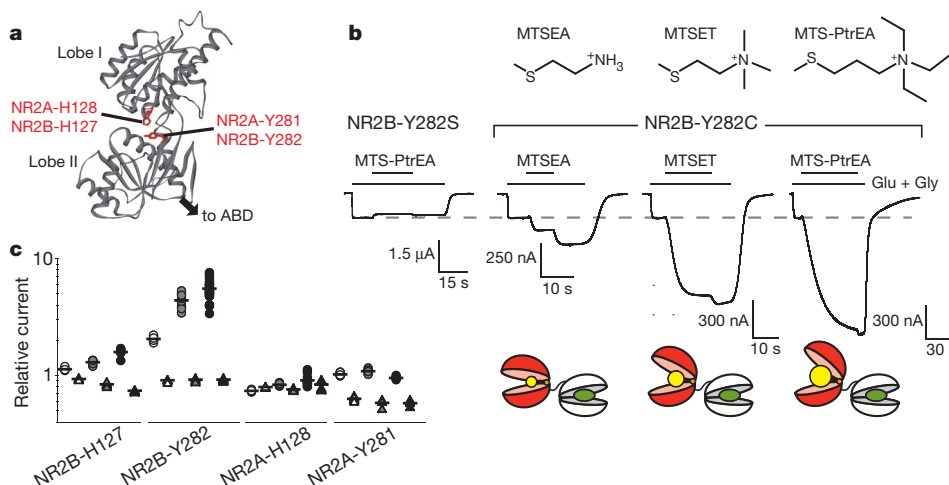 a
Lobe I
NR2A-H128
NR2B-H127
NR2A-Y281
NR2B-Y282
Lobe II
to ABD
b
MTSEA
MTSET
MTS-PtrEA
S
+NH3
S
N+
S
N+
NR2B-Y282S
NR2B-Y282C
MTS-PtrEA
MTSEA
MTSET
MTS-PtrEA
Glu + Gly
1.5 µA
15 s
250 nA
10 s
300 nA
10 s
300 nA
30
c
Relative current
10
1
NR2B-H127
NR2B-Y282
NR2A-H128
NR2A-Y281